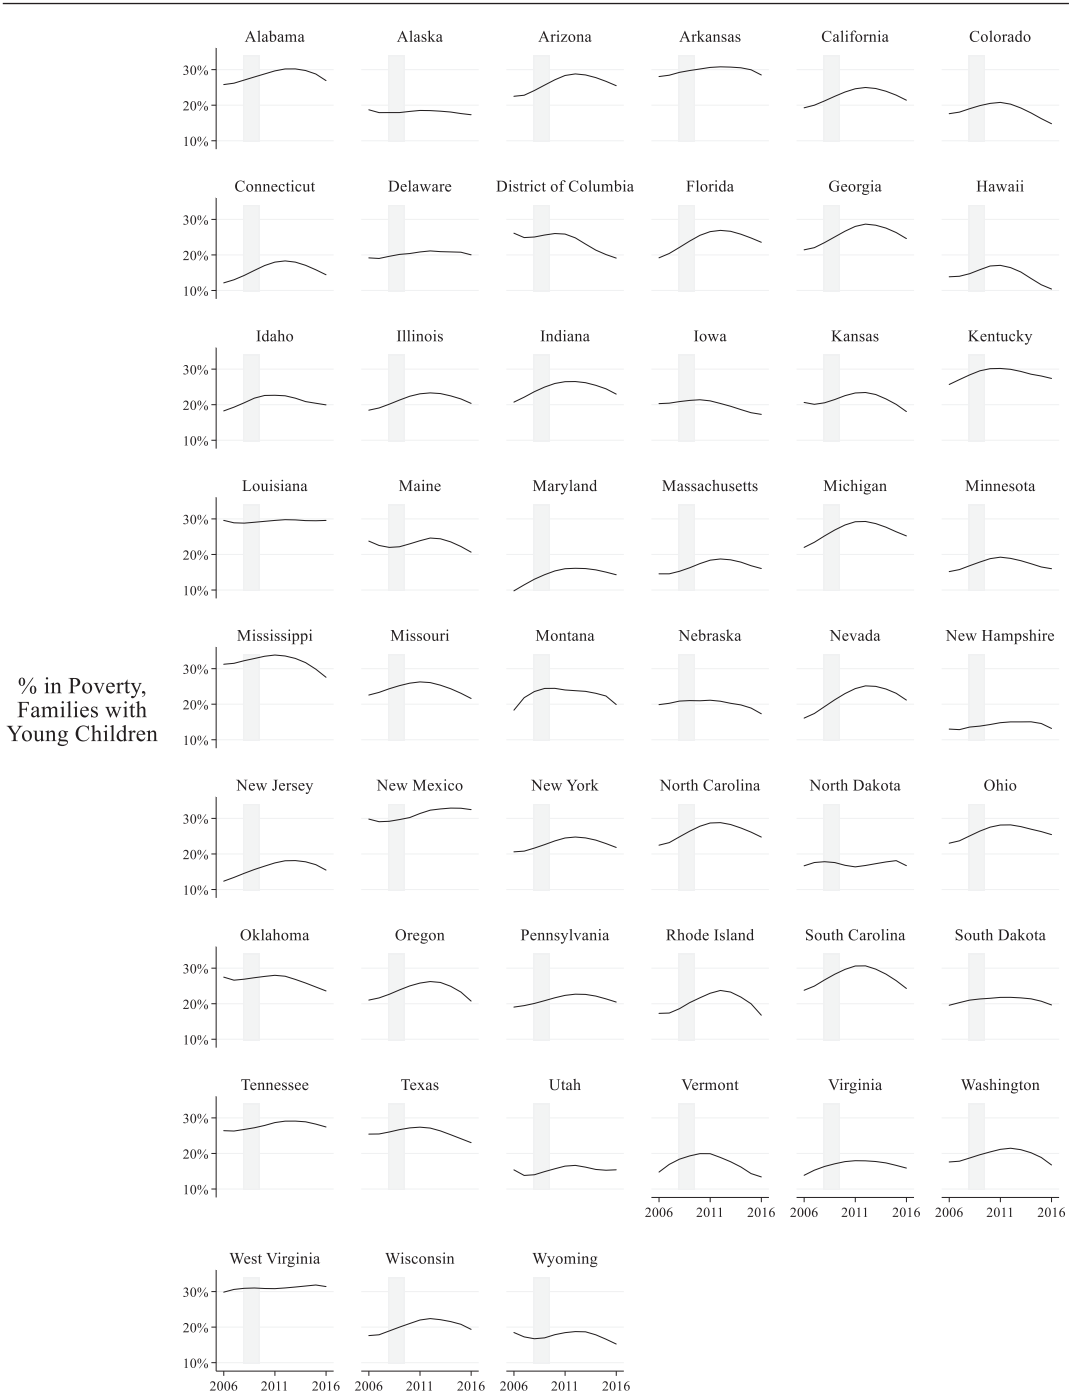 Alabama Alaska Arizona Arkansas California Colorado
30%
20%
10%
Connecticut Delaware District of Columbia Florida Georgia Hawaii
30%
20%
10%
Idaho Illinois Indiana Iowa Kansas Kentucky
30%
20%
10%
Louisiana Maine Maryland Massachusetts Michigan Minnesota
30%
20%
10%
Mississippi Missouri Montana Nebraska Nevada New Hampshire
30%
20%
10%
% in Poverty,
Families with
Young Children
New Jersey New Mexico New York North Carolina North Dakota Ohio
30%
20%
10%
Oklahoma Oregon Pennsylvania Rhode Island South Carolina South Dakota
30%
20%
10%
Tennessee Texas Utah Vermont Virginia Washington
30%
20%
10%
2006 2011 2016 2006 2011 2016 2006 2011 2016
West Virginia Wisconsin Wyoming
30%
20%
10%
2006 2011 2016 2006 2011 2016 2006 2011 2016